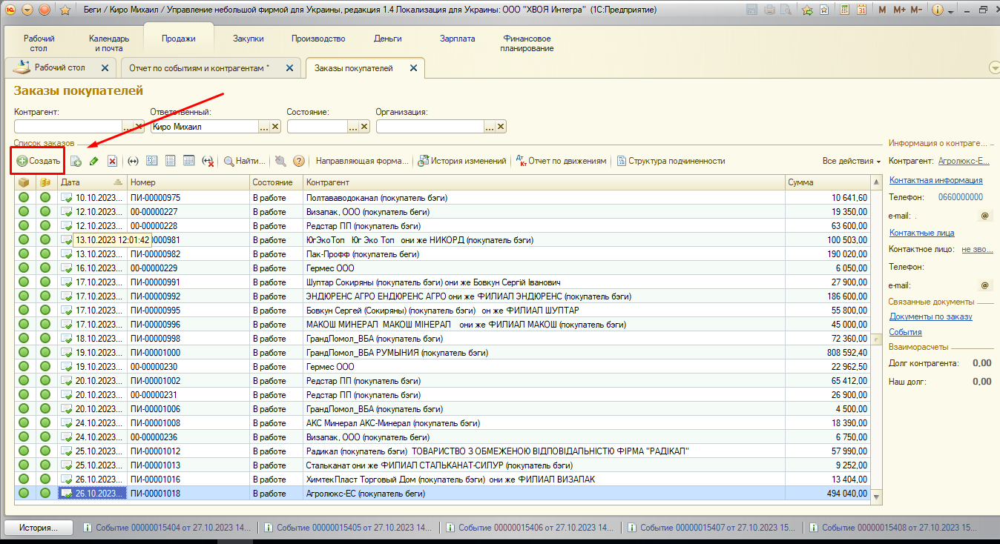 Беги / Киро Михаил / Управление небольшой фирмой для Украины, редакция 1.4 Локализация для Украины: ООО "ХВОЯ Интегра" (1С:Предприятие)
M M+ M-
Рабочий стол
Календарь и почта
Продажи
Закупки
Производство
Деньги
Зарплата
Финансовое планирование
Рабочий стол
Отчет по событиям и контрагентам *
Заказы покупателей
Заказы покупателей
Контрагент: Ответственный: Состояние: Организация:
... Киро Михаил ... ... ...
Список заказов
Создать Найти... Направляющая форма... История изменений Дт Кт Отчет по движениям Структура подчиненности Все действия
Дата Номер Состояние Контрагент Сумма
10.10.2023... ПИ-00000975 В работе Полтававодоканал (покупатель бэги) 10 641,60
12.10.2023... 00-00000227 В работе Визапак, ООО (покупатель беги) 19 350,00
12.10.2023... 00-00000228 В работе Редстар ПП (покупатель бэги) 63 600,00
13.10.2023 12:01:42 0000981 В работе ЮгЭкоТоп Юг Эко Топ они же НИКОРД (покупатель бэги) 100 503,00
13.10.2023... ПИ-00000982 В работе Пак-Профф (покупатель беги) 190 020,00
16.10.2023... 00-00000229 В работе Гермес ООО 6 050,00
17.10.2023... ПИ-00000991 В работе Шуптар Сокиряны (покупатель бэги) они же Бовкун Сергій Іванович 27 900,00
17.10.2023... ПИ-00000992 В работе ЭНДЮРЕНС АГРО ЕНДЮРЕНС АГРО они же ФИЛИАЛ ЭНДЮРЕНС (покупатель бэги) 186 600,00
17.10.2023... ПИ-00000995 В работе Бовкун Сергей (Сокиряны) (покупатель бэги) он же ФИЛИАЛ ШУПТАР 55 800,00
17.10.2023... ПИ-00000996 В работе МАКОШ МИНЕРАЛ МАКОШ МІНЕРАЛ они же ФИЛИАЛ МАКОШ (покупатель бэги) 45 000,00
18.10.2023... ПИ-00000998 В работе ГрандПомол_ВБА (покупатель бэги) 72 360,00
19.10.2023... ПИ-00001000 В работе ГрандПомол_ВБА РУМЫНИЯ (покупатель бэги) 808 592,40
19.10.2023... 00-00000230 В работе Гермес ООО 22 962,50
20.10.2023... ПИ-00001002 В работе Редстар ПП (покупатель бэги) 65 412,00
20.10.2023... 00-00000231 В работе Редстар ПП (покупатель бэги) 26 900,00
20.10.2023... ПИ-00001006 В работе ГрандПомол_ВБА (покупатель бэги) 4 500,00
24.10.2023... ПИ-00001008 В работе АКС Минерал АКС-Минерал (покупатель бэги) 18 390,00
24.10.2023... 00-00000236 В работе Визапак, ООО (покупатель беги) 6 750,00
25.10.2023... ПИ-00001012 В работе Радикал (покупатель бэги) ТОВАРИСТВО З ОБМЕЖЕНОЮ ВІДПОВІДАЛЬНІСТЮ ФІРМА "РАДІКАЛ" 57 990,00
25.10.2023... ПИ-00001013 В работе Стальканат они же ФИЛИАЛ СТАЛЬКАНАТ-СИЛУР (покупатель бэги) 9 252,00
26.10.2023... ПИ-00001016 В работе ХимтекПласт Торговый Дом (покупатель бэги) они же ФИЛИАЛ ВИЗАПАК 13 404,00
26.10.2023... ПИ-00001018 В работе Агролюкс-ЕС (покупатель беги) 494 040,00
Информация о контраге...
Контрагент: Агролюкс-Е...
Контактная информация
Телефон: 0660000000
e-mail: . @
Контактные лица
Контактное лицо: не зво...
Телефон:
e-mail: @
Связанные документы
Документы по заказу
События
Взаиморасчеты
Долг контрагента: 0,00
Наш долг: 0,00
История... Событие 00000015404 от 27.10.2023 14... Событие 00000015405 от 27.10.2023 14... Событие 00000015406 от 27.10.2023 14... Событие 00000015407 от 27.10.2023 15... Событие 00000015408 от 27.10.2023 15...